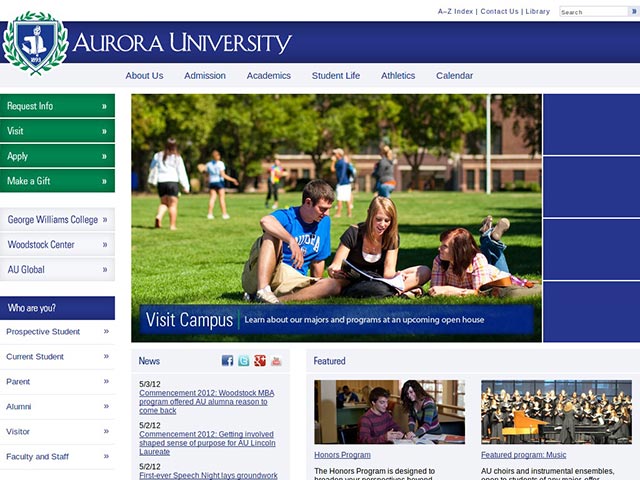 A–Z Index | Contact Us | Library
Search »
1893
AURORA UNIVERSITY
About Us Admission Academics Student Life Athletics Calendar
Request Info »
Visit »
Apply »
Make a Gift »
George Williams College »
Woodstock Center »
AU Global »
Who are you?
Prospective Student »
Current Student »
Parent »
Alumni »
Visitor »
Faculty and Staff »
AURORA
Visit Campus | Learn about our majors and programs at an upcoming open house
News
5/3/12
Commencement 2012: Woodstock MBA
program offered AU alumna reason to
come back
5/2/12
Commencement 2012: Getting involved
shaped sense of purpose for AU Lincoln
Laureate
5/2/12
First-ever Speech Night lays groundwork
Featured
Honors Program
The Honors Program is designed to
broaden your perspectives beyond
Featured program: Music
AU choirs and instrumental ensembles,
open to students of any major, offer